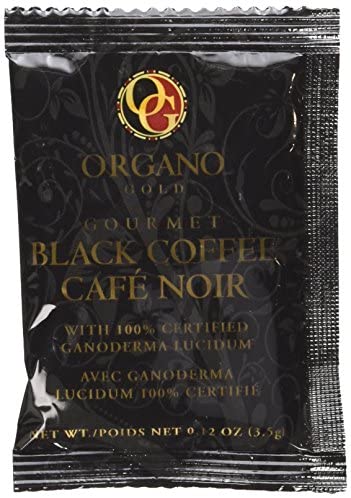 OG
ORGANO
GOLD
GOURMET
BLACK COFFEE
CAFÉ NOIR
WITH 100% CERTIFIED
GANODERMA LUCIDUM*
AVEC GANODERMA
LUCIDUM 100% CERTIFIÉ
NET WT./POIDS NET 0.12 OZ (3.5g)